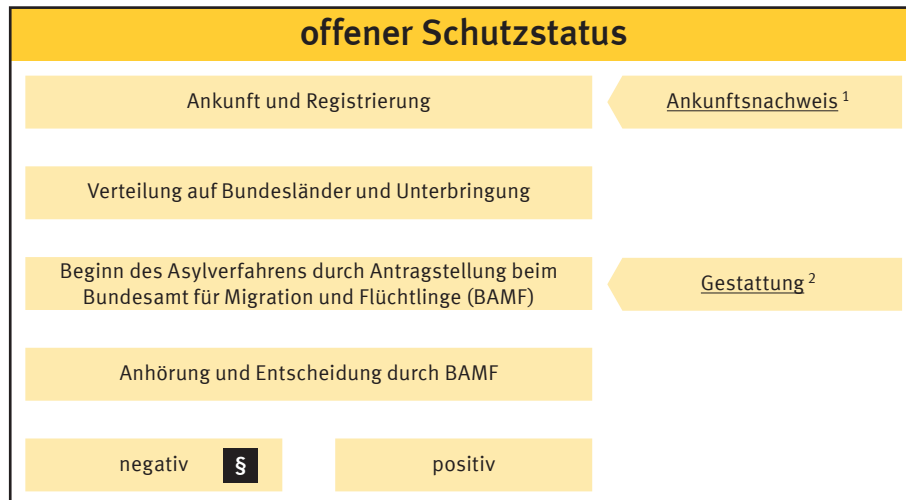 offener Schutzstatus
Ankunft und Registrierung
Ankunftsnachweis ¹
Verteilung auf Bundesländer und Unterbringung
Beginn des Asylverfahrens durch Antragstellung beim
Bundesamt für Migration und Flüchtlinge (BAMF)
Gestattung ²
Anhörung und Entscheidung durch BAMF
negativ §
positiv